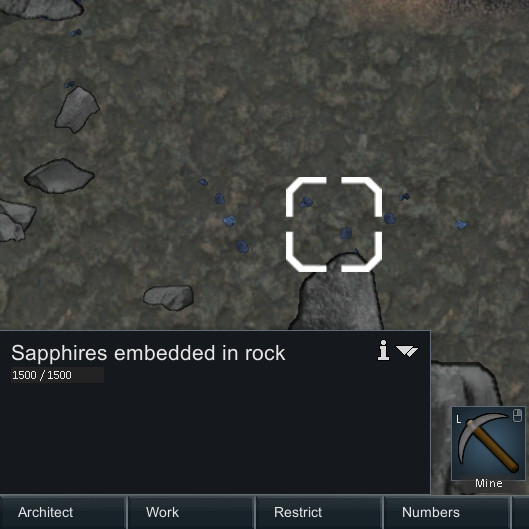 Sapphires embedded in rock
1500 / 1500
L
Mine
Architect
Work
Restrict
Numbers